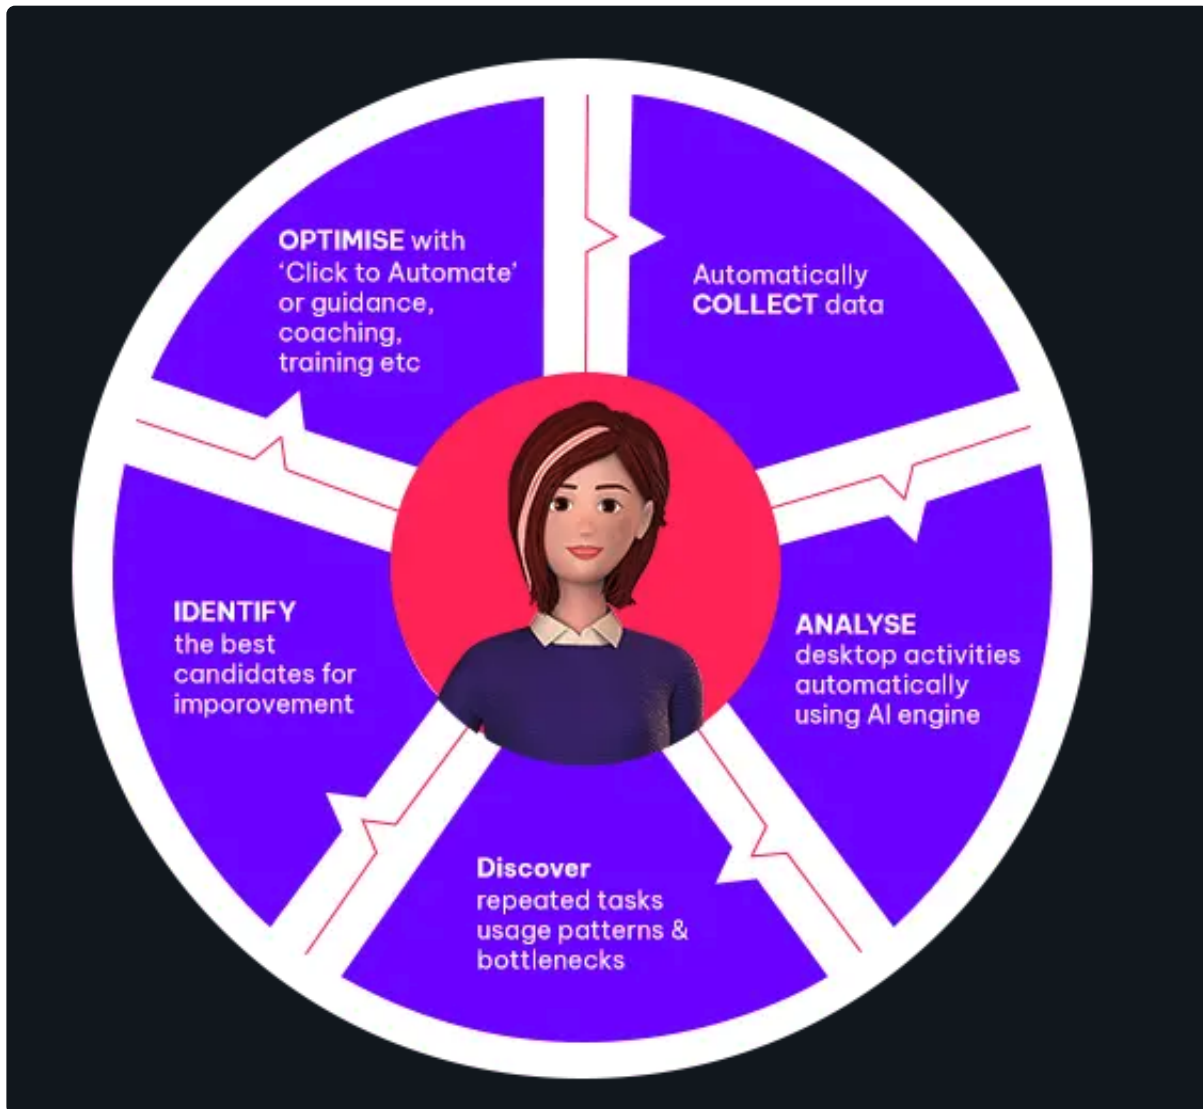 Automatically
COLLECT data
ANALYSE
desktop activities
automatically
using AI engine
Discover
repeated tasks
usage patterns &
bottlenecks
IDENTIFY
the best
candidates for
imporovement
OPTIMISE with
‘Click to Automate’
or guidance,
coaching,
training etc